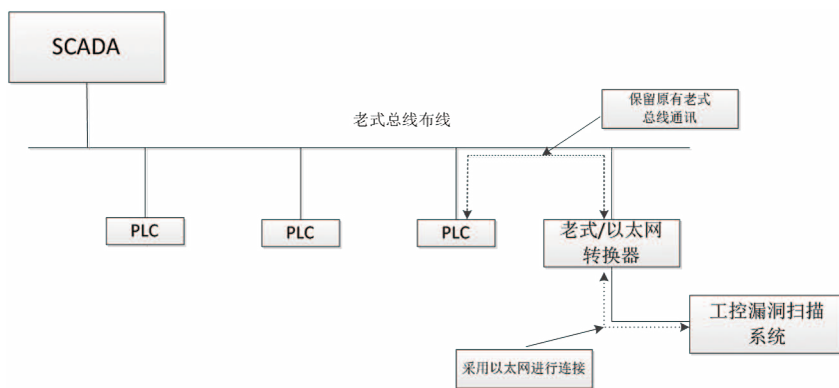 SCADA
保留原有老式
总线通讯
老式总线布线
PLC
PLC
PLC
老式/以太网
转换器
工控漏洞扫描
系统
采用以太网进行连接